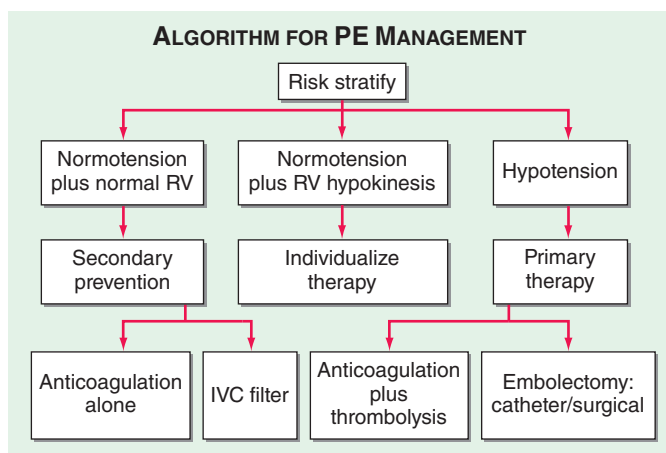 ALGORITHM FOR PE MANAGEMENT
Risk stratify
Normotension
plus normal RV
Normotension
plus RV hypokinesis
Hypotension
Secondary
prevention
Individualize
therapy
Primary
therapy
Anticoagulation
alone
IVC filter
Anticoagulation
plus
thrombolysis
Embolectomy:
catheter/surgical